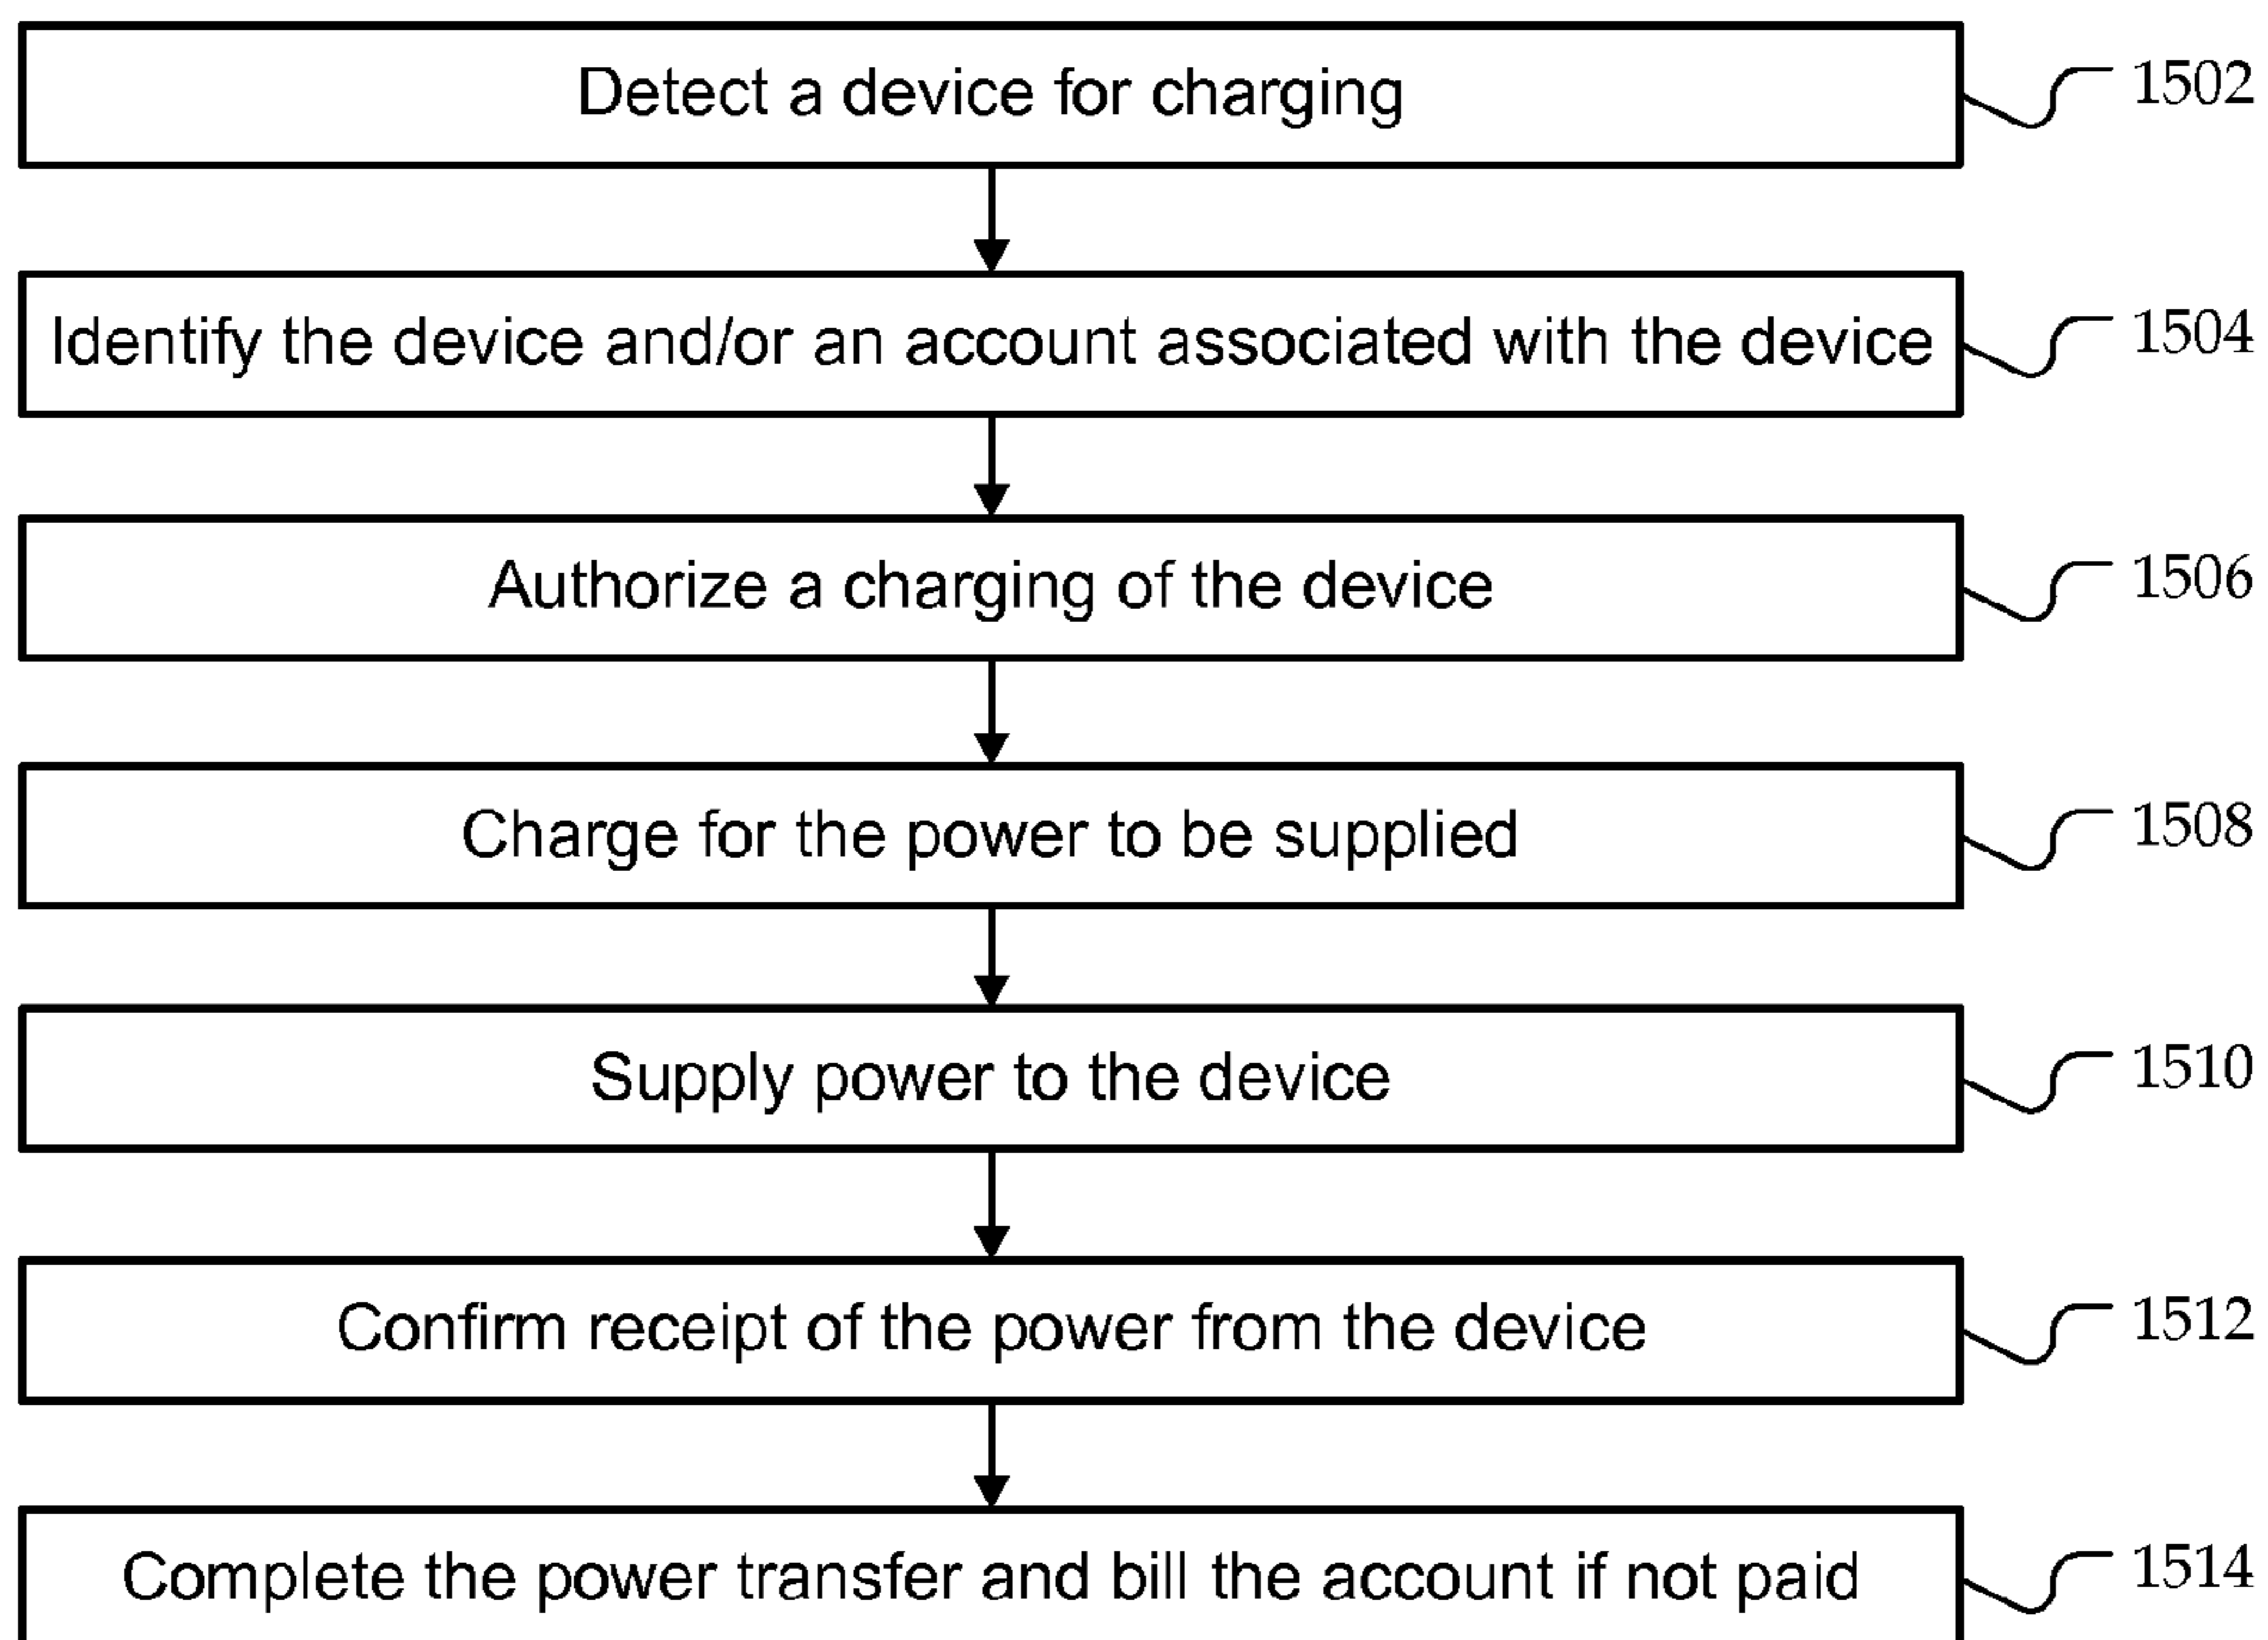 Detect a device for charging 1502
Identify the device and/or an account associated with the device 1504
Authorize a charging of the device 1506
Charge for the power to be supplied 1508
Supply power to the device 1510
Confirm receipt of the power from the device 1512
Complete the power transfer and bill the account if not paid 1514